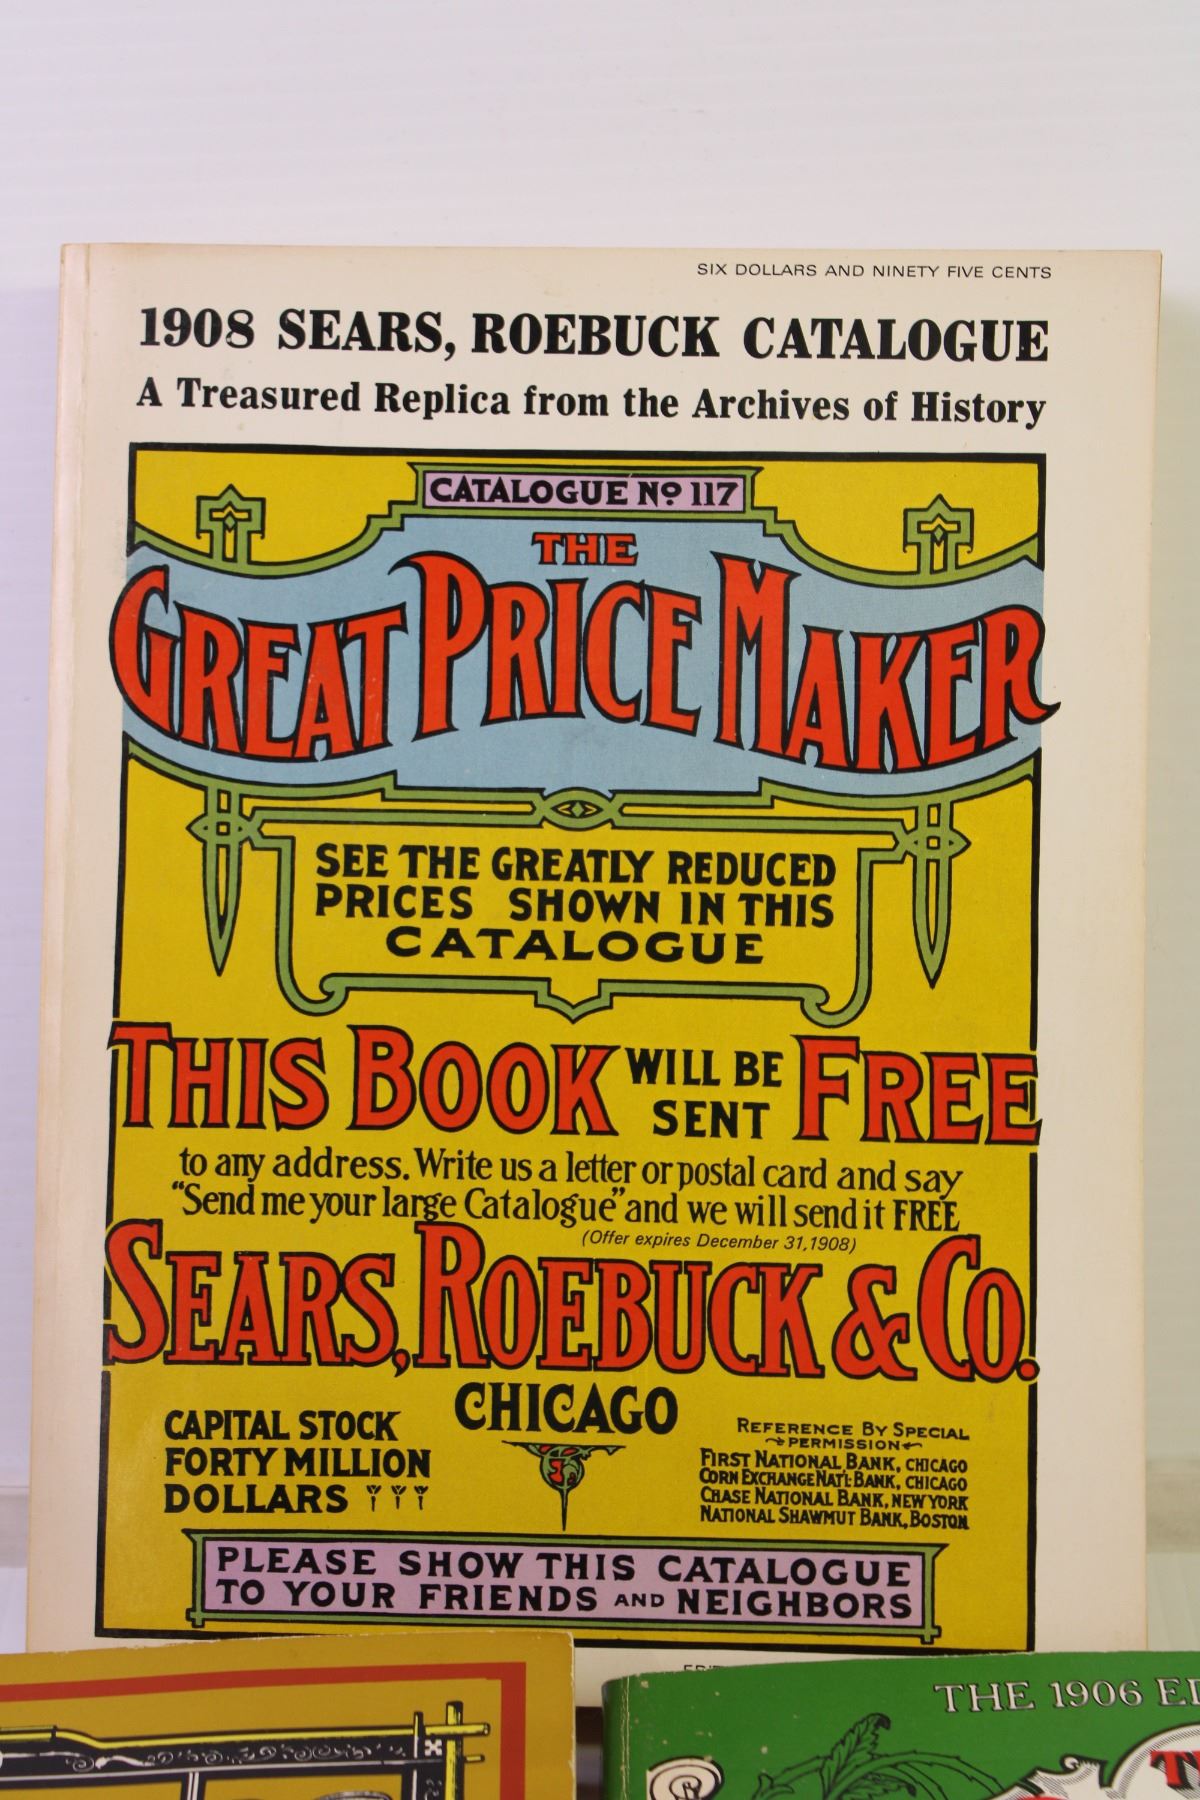 SIX DOLLARS AND NINETY FIVE CENTS
1908 SEARS, ROEBUCK CATALOGUE
A Treasured Replica from the Archives of History
CATALOGUE No 117
THE
GREAT PRICE MAKER
SEE THE GREATLY REDUCED
PRICES SHOWN IN THIS
CATALOGUE
THIS BOOK WILL BE SENT FREE
to any address. Write us a letter or postal card and say
"Send me your large Catalogue" and we will send it FREE
(Offer expires December 31, 1908)
SEARS, ROEBUCK & CO.
CHICAGO
CAPITAL STOCK
FORTY MILLION
DOLLARS
REFERENCE BY SPECIAL
PERMISSION
FIRST NATIONAL BANK, CHICAGO
CORN EXCHANGE NAT'L BANK, CHICAGO
CHASE NATIONAL BANK, NEW YORK
NATIONAL SHAWMUT BANK, BOSTON
PLEASE SHOW THIS CATALOGUE
TO YOUR FRIENDS AND NEIGHBORS
THE 1906